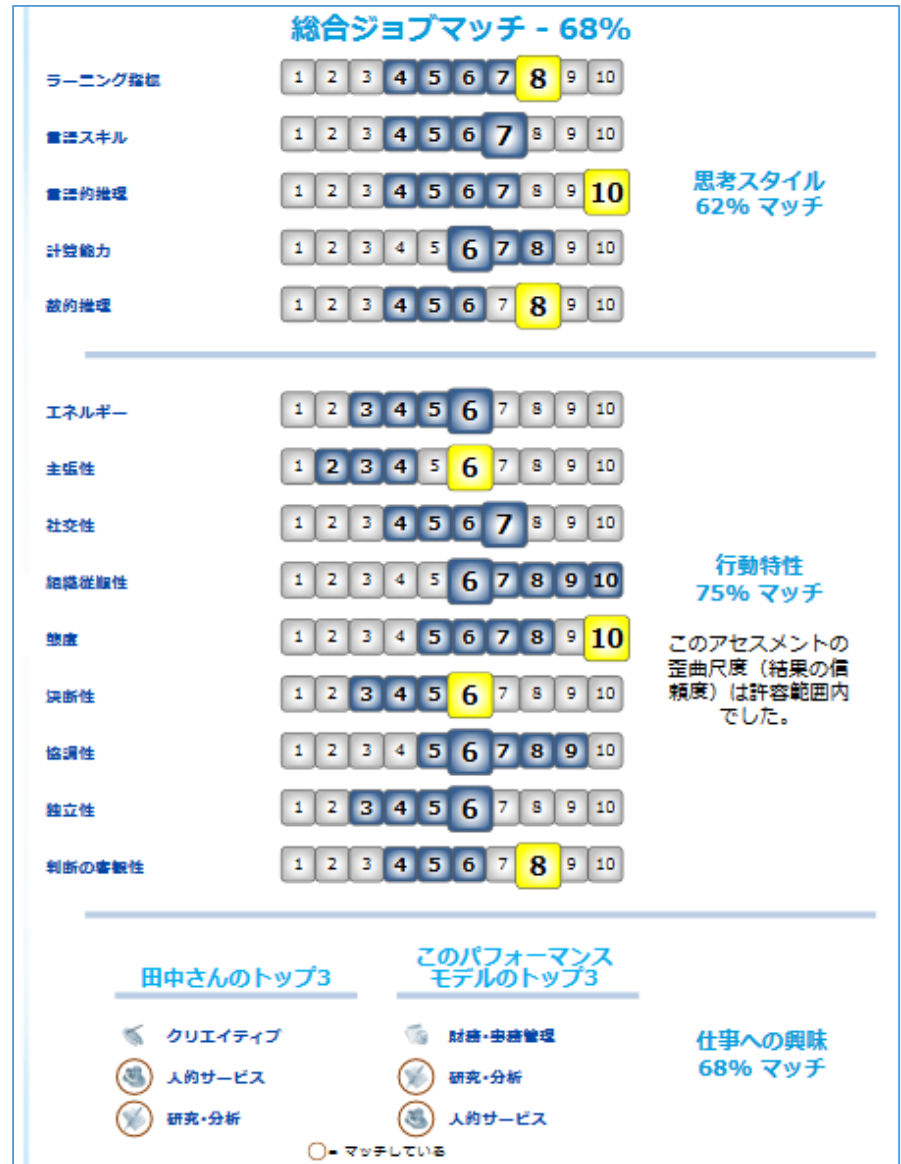 総合ジョブマッチ - 68%
ラーニング指標 1 2 3 4 5 6 7 8 9 10
言語スキル 1 2 3 4 5 6 7 8 9 10
言語的推理 1 2 3 4 5 6 7 8 9 10
思考スタイル
62% マッチ
計算能力 1 2 3 4 5 6 7 8 9 10
数的推理 1 2 3 4 5 6 7 8 9 10
エネルギー 1 2 3 4 5 6 7 8 9 10
主張性 1 2 3 4 5 6 7 8 9 10
社交性 1 2 3 4 5 6 7 8 9 10
組織従順性 1 2 3 4 5 6 7 8 9 10
行動特性
75% マッチ
態度 1 2 3 4 5 6 7 8 9 10
このアセスメントの
歪曲尺度（結果の信
頼度）は許容範囲内
でした。
決断性 1 2 3 4 5 6 7 8 9 10
協調性 1 2 3 4 5 6 7 8 9 10
独立性 1 2 3 4 5 6 7 8 9 10
判断の客観性 1 2 3 4 5 6 7 8 9 10
田中さんのトップ3
このパフォーマンス
モデルのトップ3
クリエイティブ
人的サービス
研究・分析
財務・事務管理
研究・分析
人的サービス
仕事への興味
68% マッチ
○= マッチしている